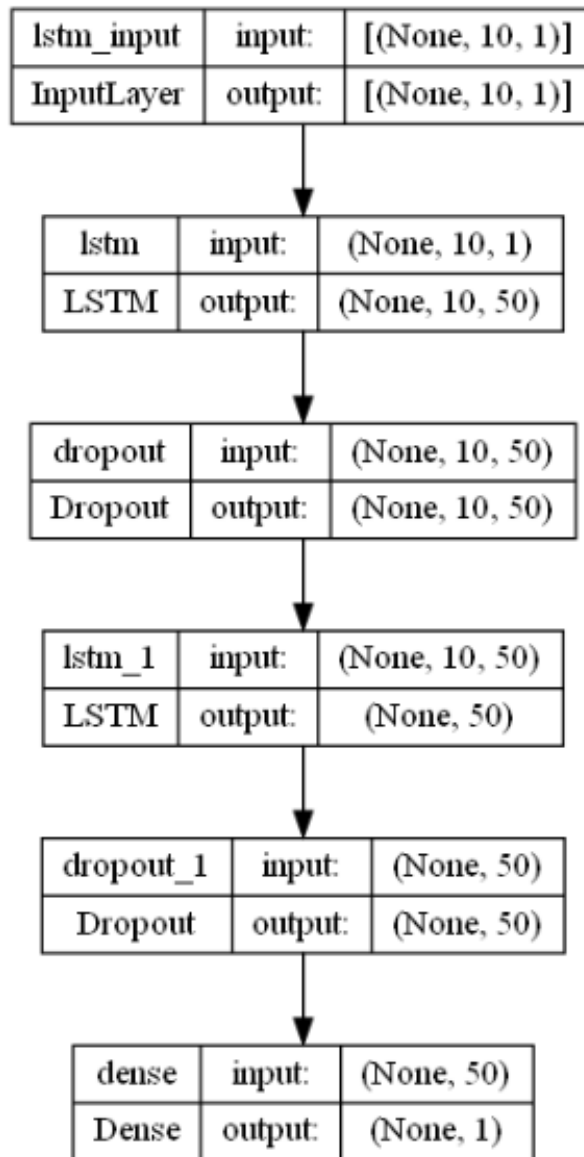 lstm_input input: [(None, 10, 1)]
InputLayer output: [(None, 10, 1)]
lstm input: (None, 10, 1)
LSTM output: (None, 10, 50)
dropout input: (None, 10, 50)
Dropout output: (None, 10, 50)
lstm_1 input: (None, 10, 50)
LSTM output: (None, 50)
dropout_1 input: (None, 50)
Dropout output: (None, 50)
dense input: (None, 50)
Dense output: (None, 1)